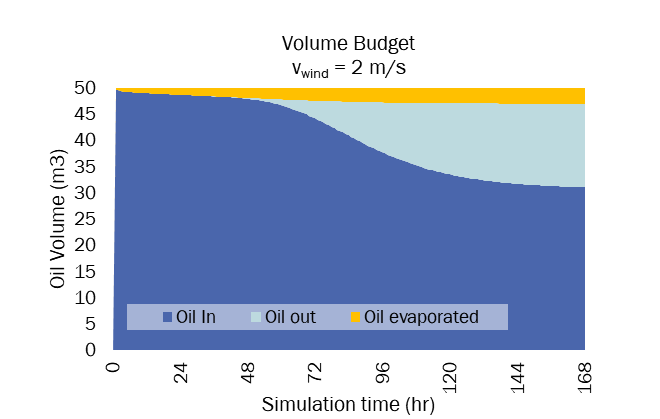 Volume Budget
vwind = 2 m/s
Oil Volume (m3)
50
45
40
35
30
25
20
15
10
5
0
Oil In
Oil out
Oil evaporated
0
24
48
72
96
120
144
168
Simulation time (hr)